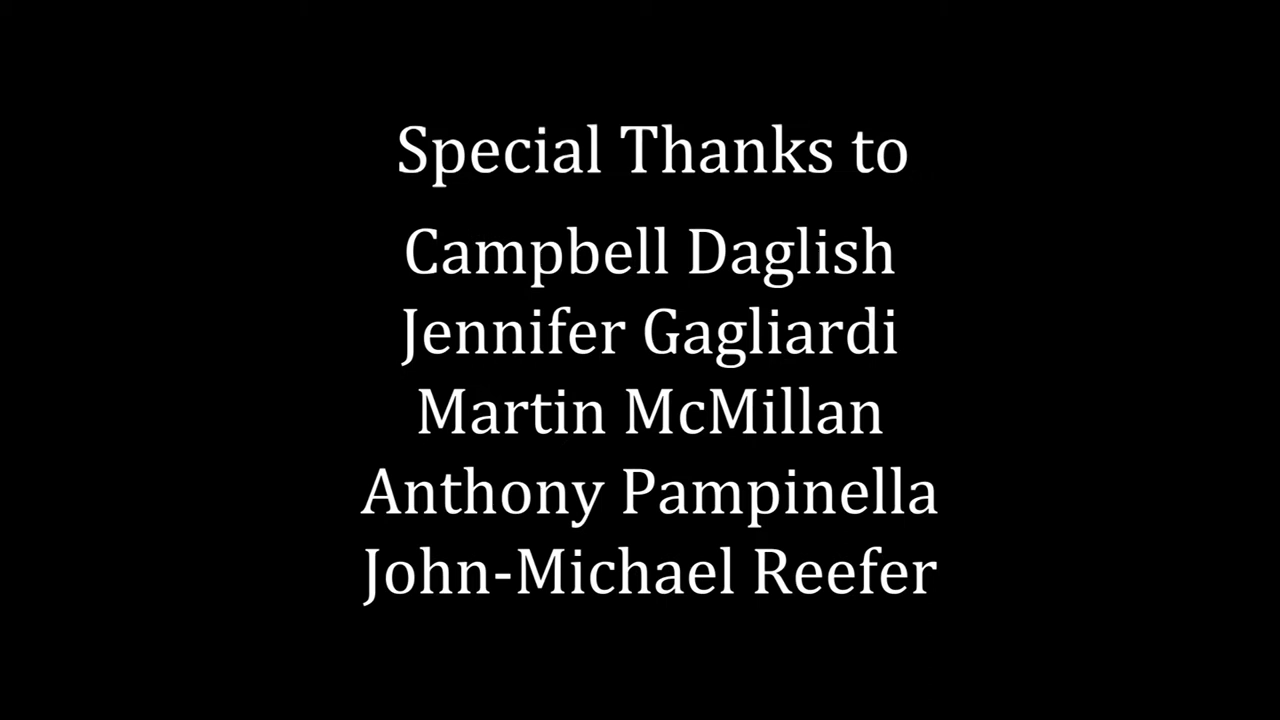 Special Thanks to
Campbell Daglish
Jennifer Gagliardi
Martin McMillan
Anthony Pampinella
John-Michael Reefer